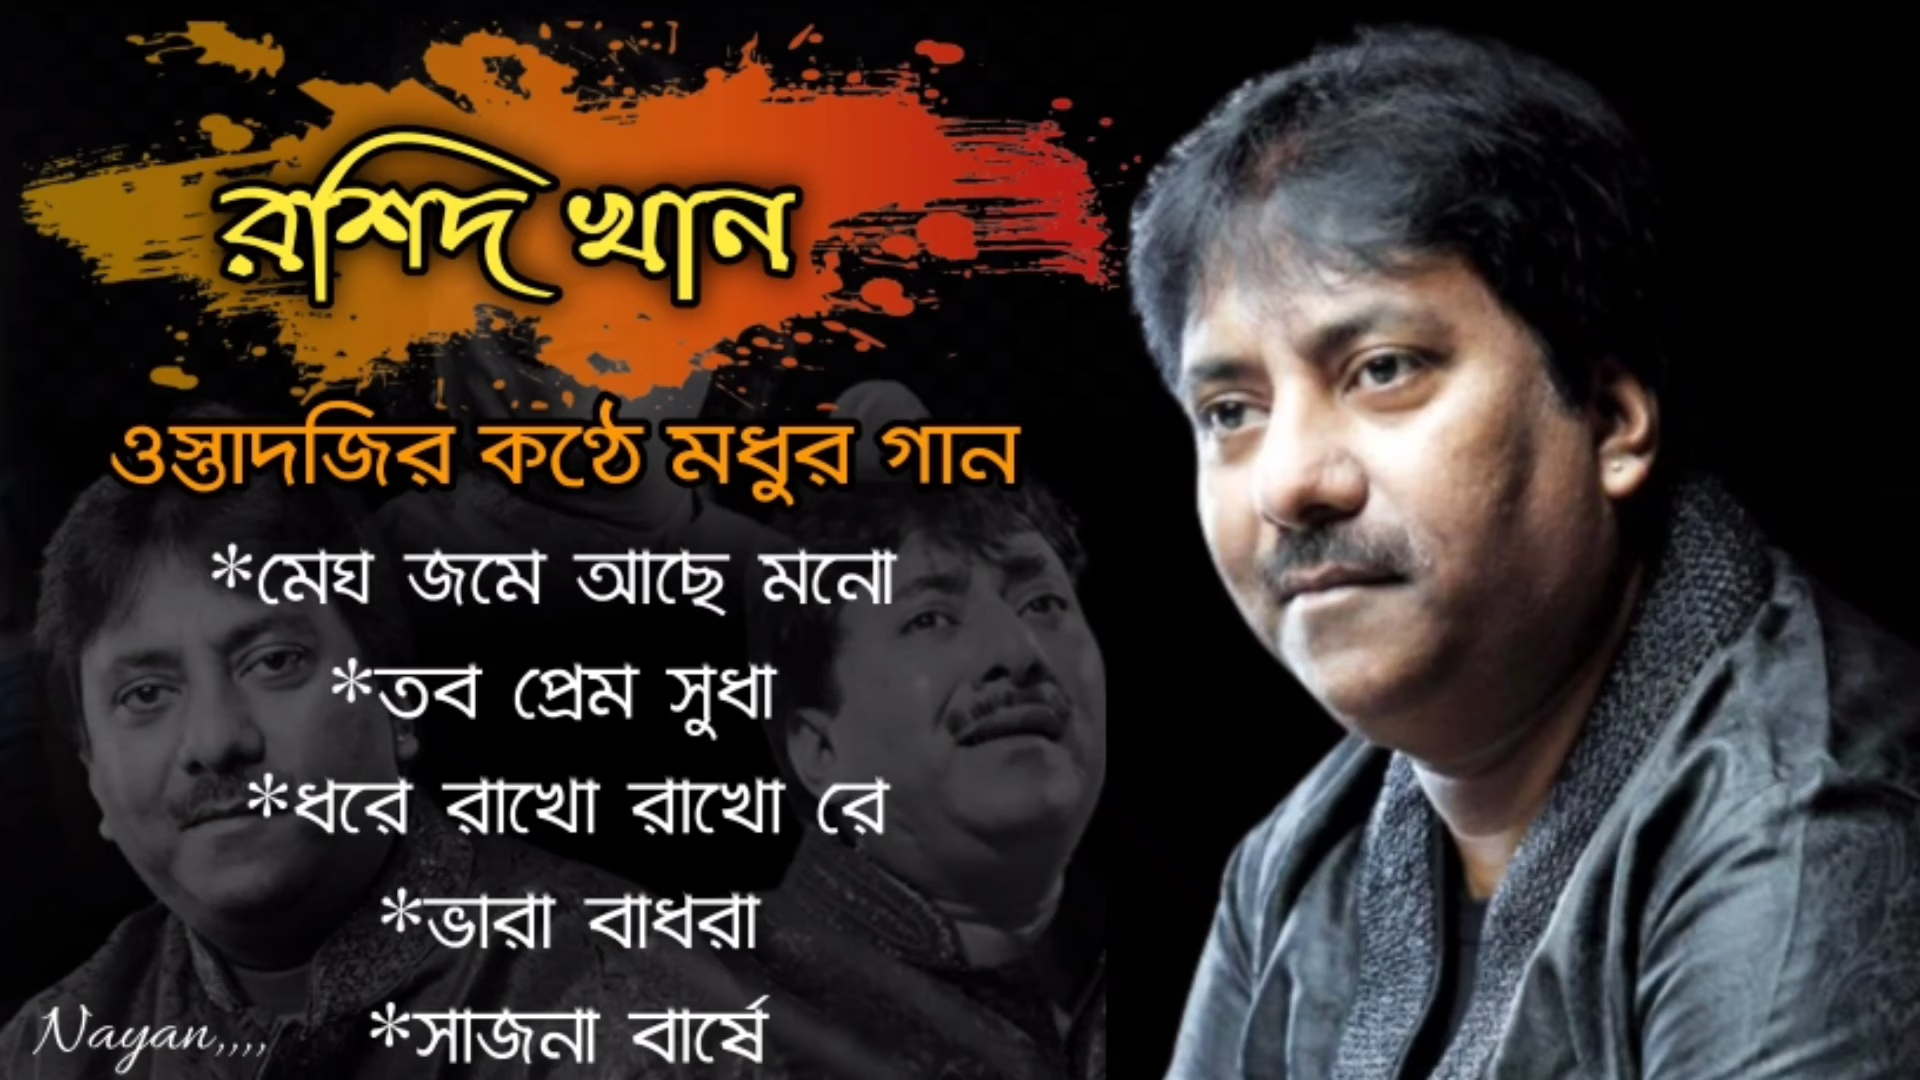 রশিদ খান
ওস্তাদজির কণ্ঠে মধুর গান
*মেঘ জমে আছে মনো
*তব প্রেম সুধা
*ধরে রাখো রাখো রে
*ভারা বাধরা
*সাজনা বার্ষে
Nayan,,,,